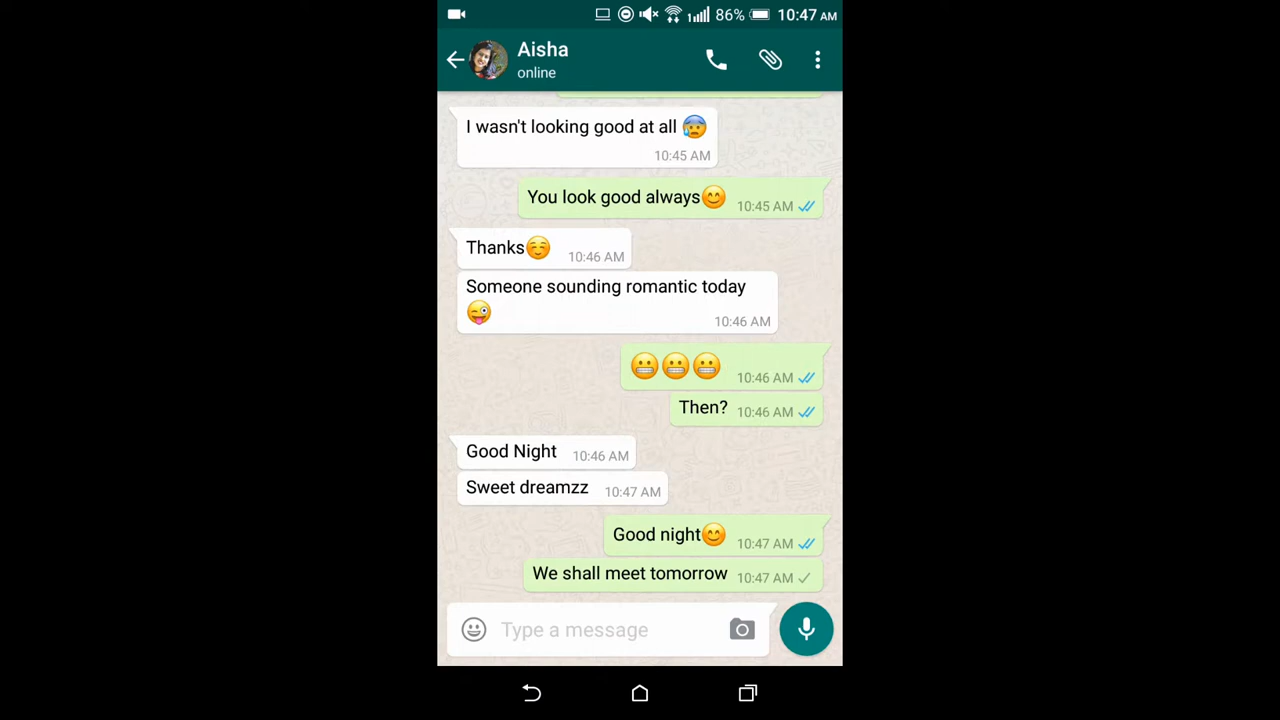 86% 10:47 AM
Aisha
online
I wasn't looking good at all 😰
10:45 AM
You look good always😊 10:45 AM
Thanks☺️ 10:46 AM
Someone sounding romantic today
😜 10:46 AM
😬😬😬 10:46 AM
Then? 10:46 AM
Good Night 10:46 AM
Sweet dreamzz 10:47 AM
Good night😊 10:47 AM
We shall meet tomorrow 10:47 AM
Type a message